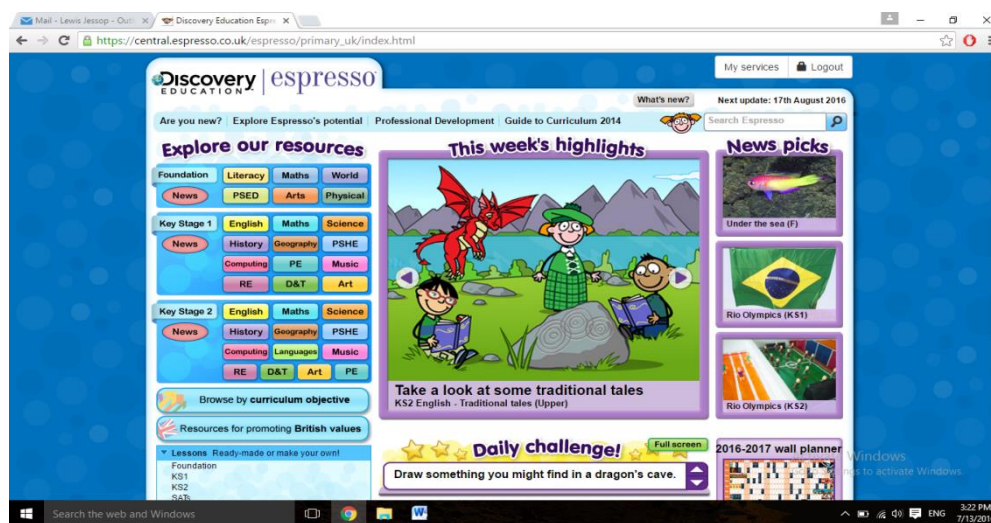 Mail - Lewis Jessop - Out
Discovery Education Espre
https://central.espresso.co.uk/espresso/primary_uk/index.html
My services
Logout
Discovery EDUCATION | espresso
What's new?
Next update: 17th August 2016
Are you new?
Explore Espresso's potential
Professional Development
Guide to Curriculum 2014
Search Espresso
Explore our resources
Foundation
Literacy
Maths
World
News
PSED
Arts
Physical
Key Stage 1
English
Maths
Science
News
History
Geography
PSHE
Computing
PE
Music
RE
D&T
Art
Key Stage 2
English
Maths
Science
News
History
Geography
PSHE
Computing
Languages
Music
RE
D&T
Art
PE
Browse by curriculum objective
Resources for promoting British values
Lessons Ready-made or make your own!
Foundation
KS1
KS2
SATs
This week's highlights
Take a look at some traditional tales
KS2 English - Traditional tales (Upper)
Daily challenge!
Full screen
Draw something you might find in a dragon's cave.
News picks
Under the sea (F)
Rio Olympics (KS1)
Rio Olympics (KS2)
2016-2017 wall planner
Windows
to activate Windows.
Search the web and Windows
ENG
3:22 PM
7/13/201